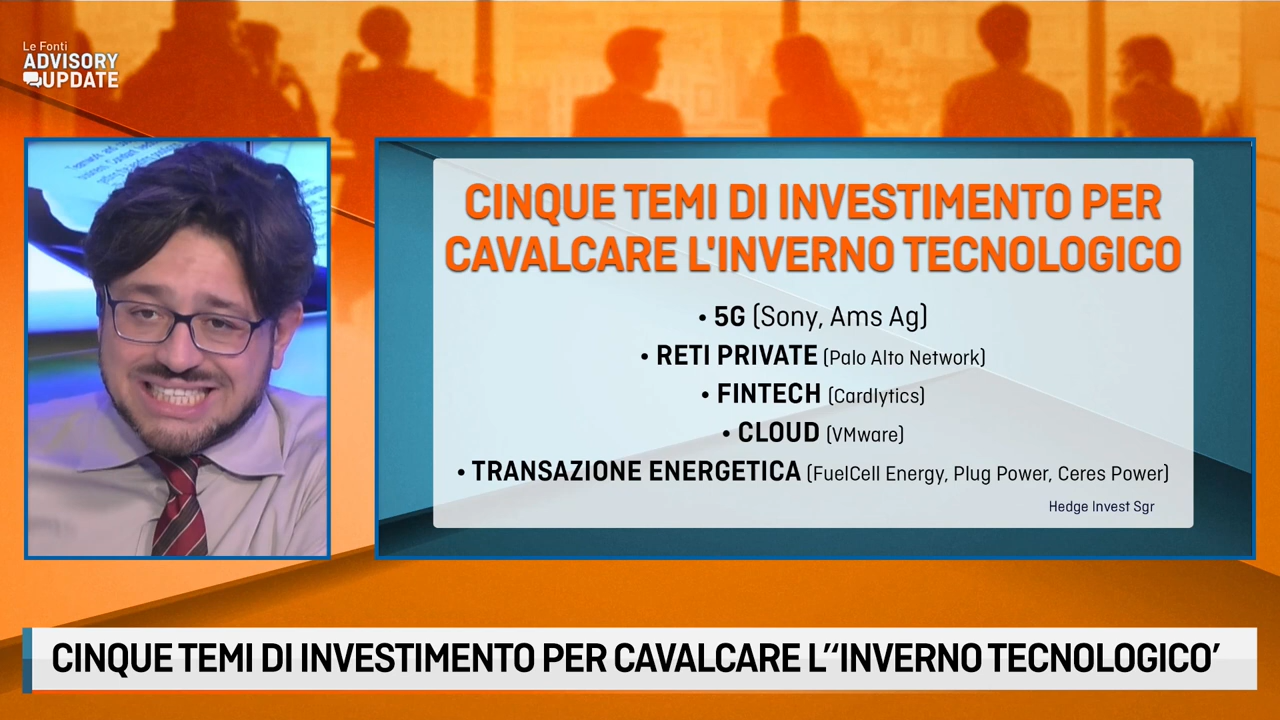 Le Fonti
ADVISORY
UPDATE
CINQUE TEMI DI INVESTIMENTO PER
CAVALCARE L'INVERNO TECNOLOGICO
• 5G (Sony, Ams Ag)
• RETI PRIVATE (Palo Alto Network)
• FINTECH (Cardlytics)
• CLOUD (VMware)
• TRANSAZIONE ENERGETICA (FuelCell Energy, Plug Power, Ceres Power)
Hedge Invest Sgr
CINQUE TEMI DI INVESTIMENTO PER CAVALCARE L’‘INVERNO TECNOLOGICO’